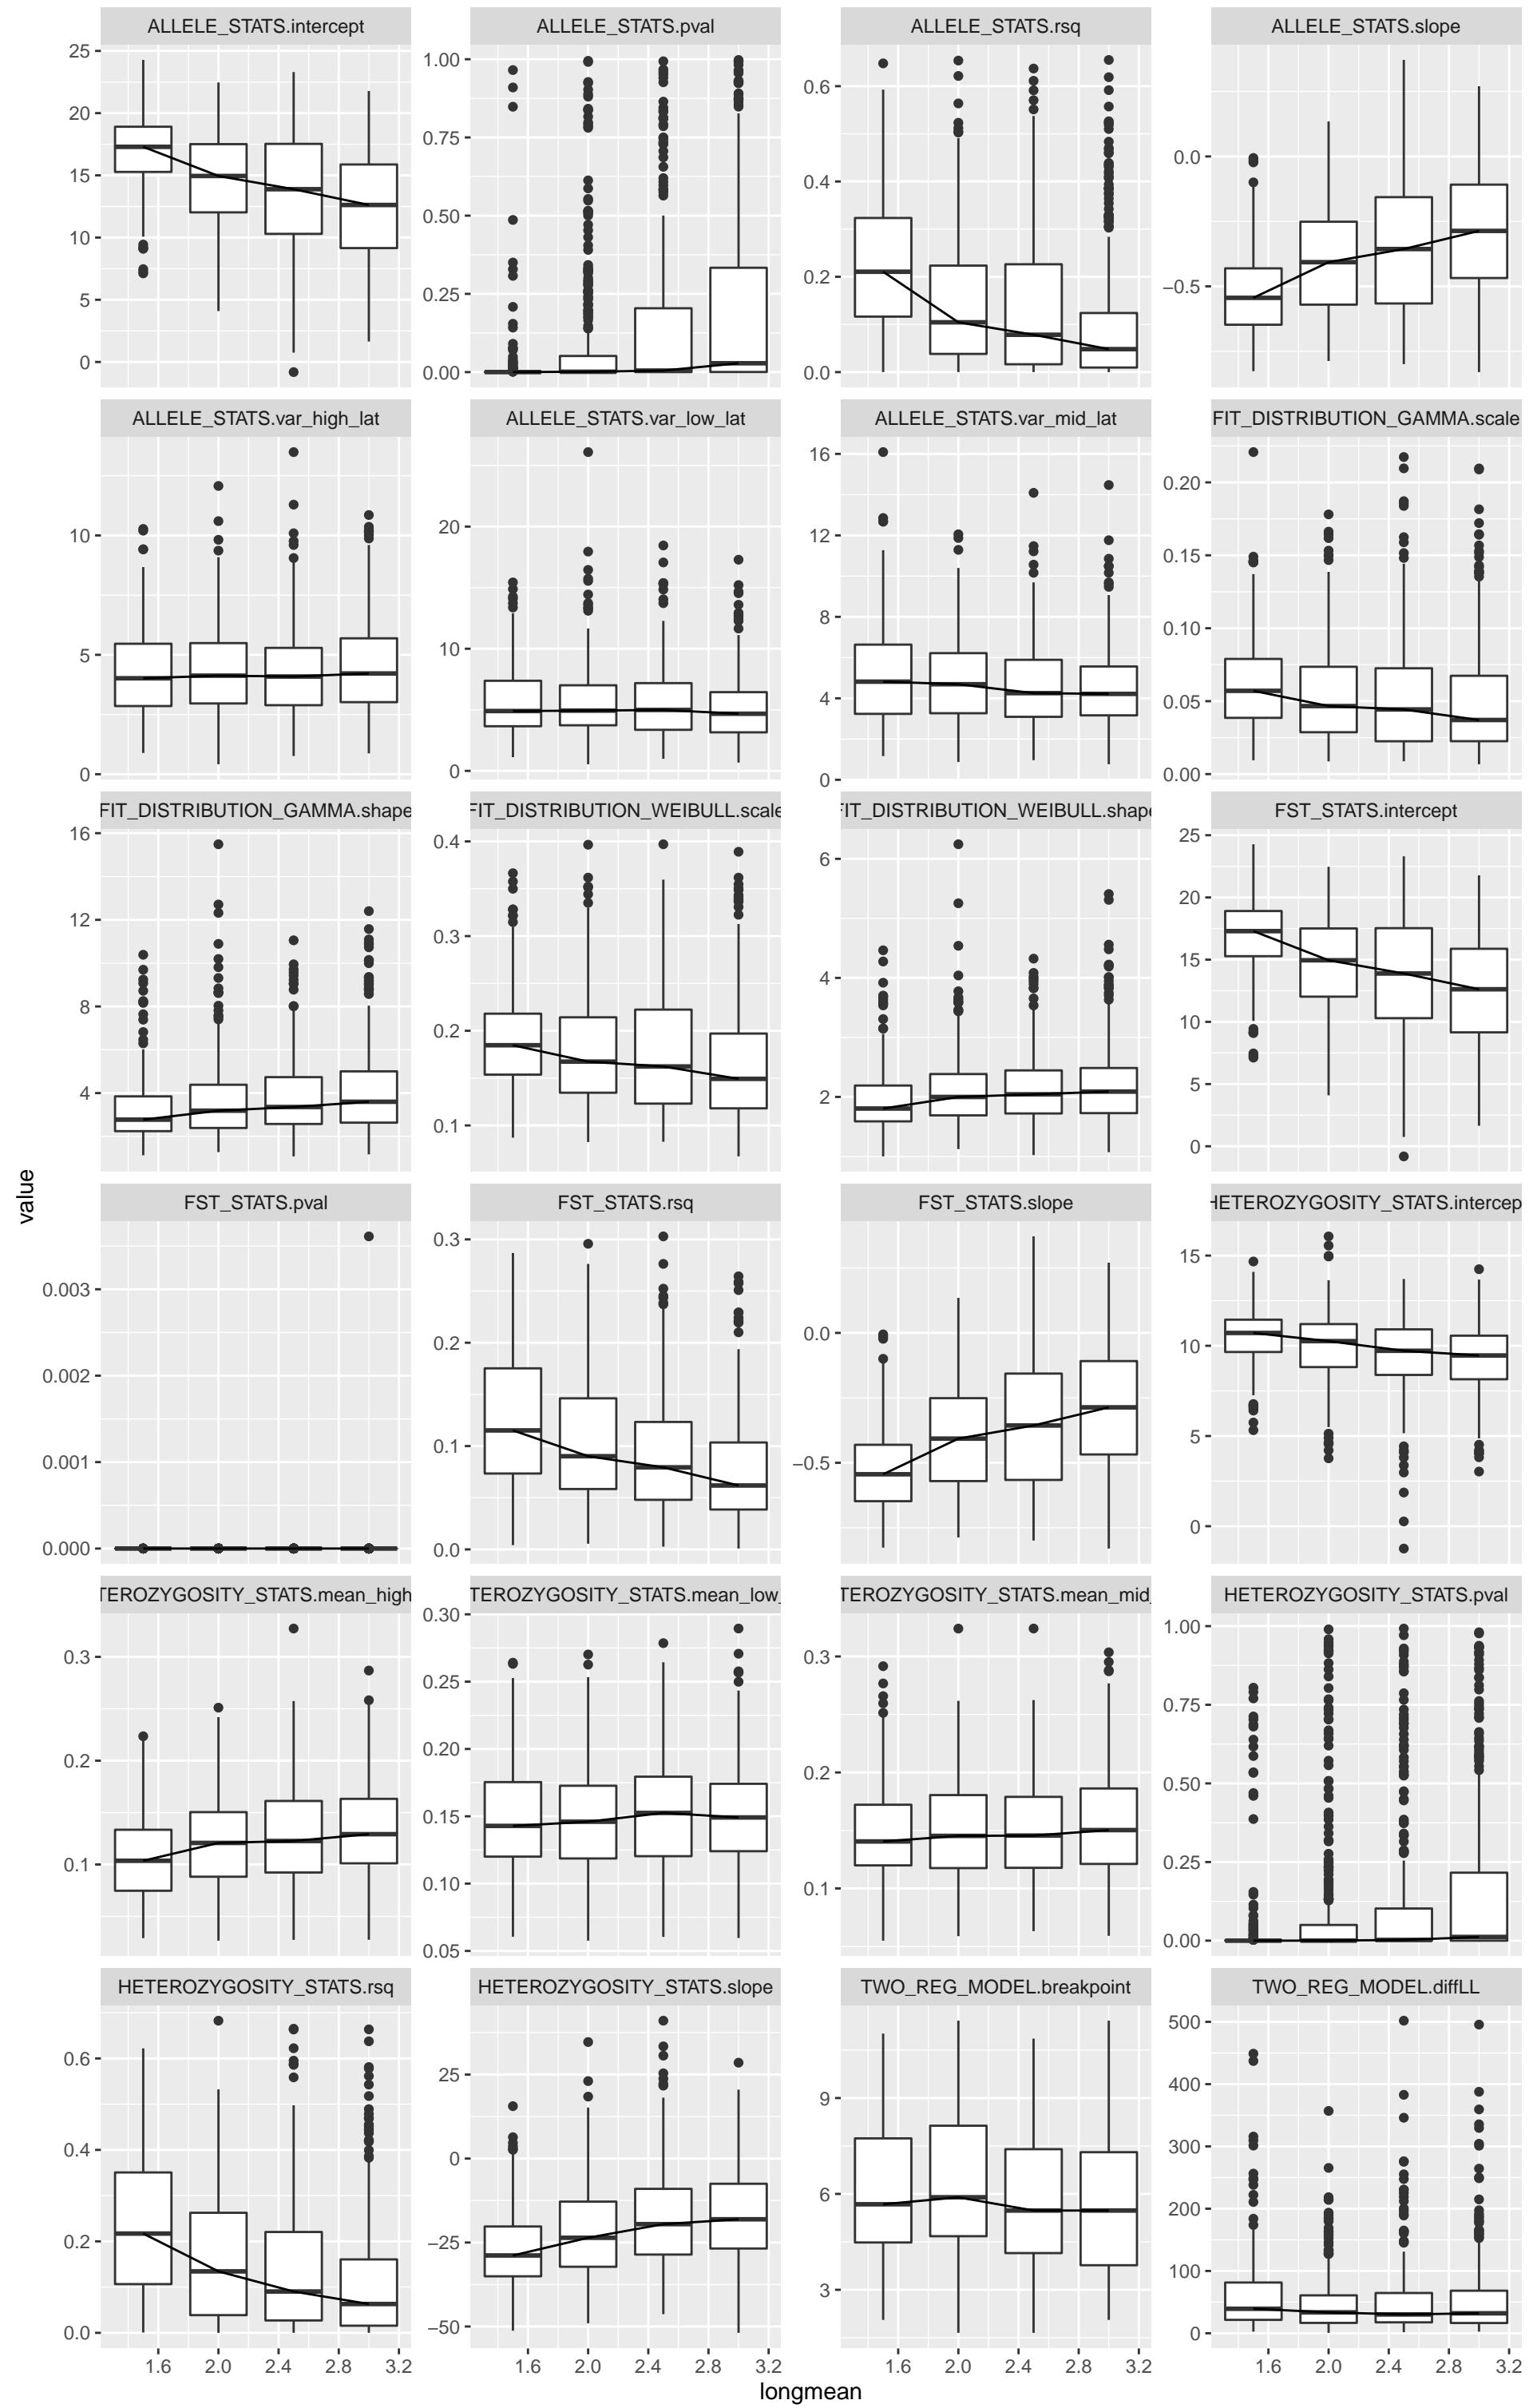 ALLELE_STATS.intercept ALLELE_STATS.pval ALLELE_STATS.rsq ALLELE_STATS.slope
25 20 15 10 5 0
1.00 0.75 0.50 0.25 0.00
0.6 0.4 0.2 0.0
0.0 −0.5
ALLELE_STATS.var_high_lat ALLELE_STATS.var_low_lat ALLELE_STATS.var_mid_lat FIT_DISTRIBUTION_GAMMA.scale
10 5 0
20 10 0
16 12 8 4 0
0.20 0.15 0.10 0.05 0.00
FIT_DISTRIBUTION_GAMMA.shape FIT_DISTRIBUTION_WEIBULL.scale FIT_DISTRIBUTION_WEIBULL.shape FST_STATS.intercept
16 12 8 4
0.4 0.3 0.2 0.1
6 4 2
25 20 15 10 5 0
value
FST_STATS.pval FST_STATS.rsq FST_STATS.slope HETEROZYGOSITY_STATS.intercep
0.003 0.002 0.001 0.000
0.3 0.2 0.1 0.0
0.0 −0.5
15 10 5 0
TEROZYGOSITY_STATS.mean_high TEROZYGOSITY_STATS.mean_low_ TEROZYGOSITY_STATS.mean_mid_ HETEROZYGOSITY_STATS.pval
0.3 0.2 0.1
0.30 0.25 0.20 0.15 0.10 0.05
0.3 0.2 0.1
1.00 0.75 0.50 0.25 0.00
HETEROZYGOSITY_STATS.rsq HETEROZYGOSITY_STATS.slope TWO_REG_MODEL.breakpoint TWO_REG_MODEL.diffLL
0.6 0.4 0.2 0.0
25 0 −25 −50
9 6 3
500 400 300 200 100 0
1.6 2.0 2.4 2.8 3.2 1.6 2.0 2.4 2.8 3.2 1.6 2.0 2.4 2.8 3.2 1.6 2.0 2.4 2.8 3.2
longmean